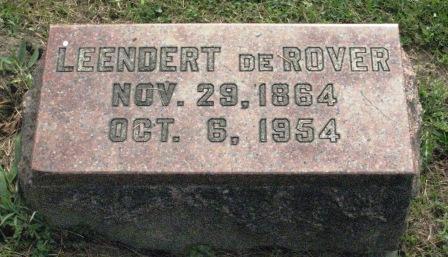 LEENDERT DE ROVER
NOV. 29, 1864
OCT. 6, 1954